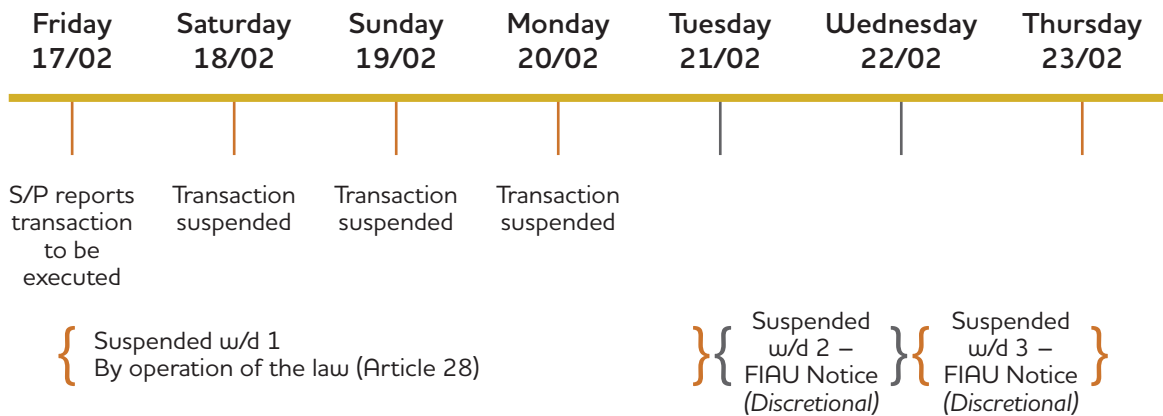 Friday
17/02
Saturday
18/02
Sunday
19/02
Monday
20/02
Tuesday
21/02
Wednesday
22/02
Thursday
23/02
S/P reports
transaction
to be
executed
Transaction
suspended
Transaction
suspended
Transaction
suspended
{ Suspended w/d 1
By operation of the law (Article 28) }
{ Suspended
w/d 2 –
FIAU Notice
(Discretional) }
{ Suspended
w/d 3 –
FIAU Notice
(Discretional) }